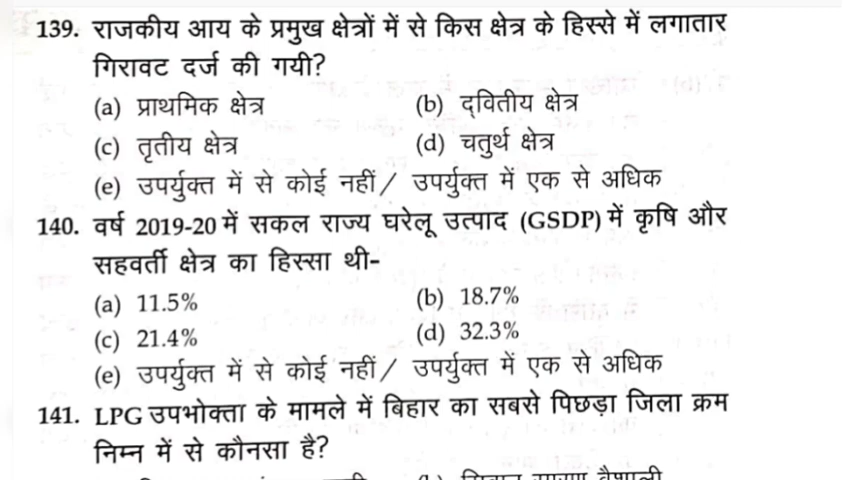 139. राजकीय आय के प्रमुख क्षेत्रों में से किस क्षेत्र के हिस्से में लगातार
गिरावट दर्ज की गयी?
(a) प्राथमिक क्षेत्र (b) द्वितीय क्षेत्र
(c) तृतीय क्षेत्र (d) चतुर्थ क्षेत्र
(e) उपर्युक्त में से कोई नहीं/ उपर्युक्त में एक से अधिक
140. वर्ष 2019-20 में सकल राज्य घरेलू उत्पाद (GSDP) में कृषि और
सहवर्ती क्षेत्र का हिस्सा थी-
(a) 11.5% (b) 18.7%
(c) 21.4% (d) 32.3%
(e) उपर्युक्त में से कोई नहीं/ उपर्युक्त में एक से अधिक
141. LPG उपभोक्ता के मामले में बिहार का सबसे पिछड़ा जिला क्रम
निम्न में से कौनसा है?